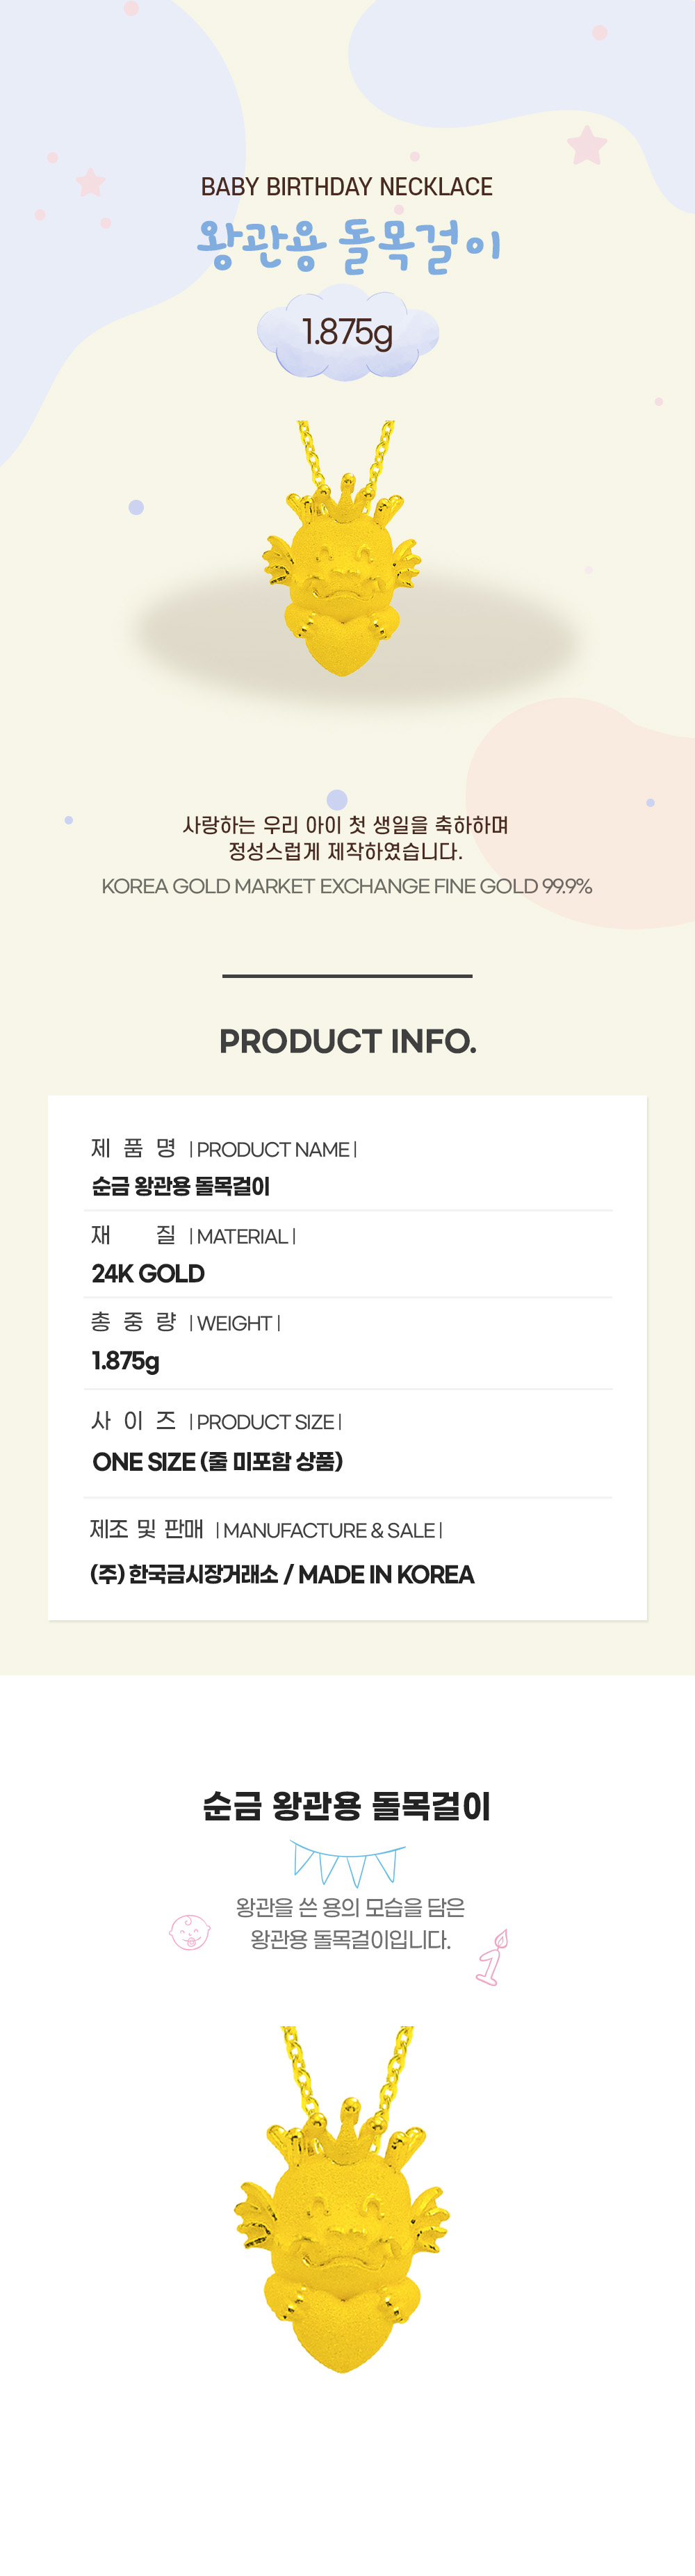 BABY BIRTHDAY NECKLACE
왕관용 돌목걸이
1.875g
사랑하는 우리 아이 첫 생일을 축하하며
정성스럽게 제작하였습니다.
KOREA GOLD MARKET EXCHANGE FINE GOLD 99.9%
PRODUCT INFO.
제 품 명 | PRODUCT NAME |
순금 왕관용 돌목걸이
재 질 | MATERIAL |
24K GOLD
총 중 량 | WEIGHT |
1.875g
사 이 즈 | PRODUCT SIZE |
ONE SIZE (줄 미포함 상품)
제조 및 판매 | MANUFACTURE & SALE |
(주) 한국금시장거래소 / MADE IN KOREA
순금 왕관용 돌목걸이
왕관을 쓴 용의 모습을 담은
왕관용 돌목걸이입니다.
1